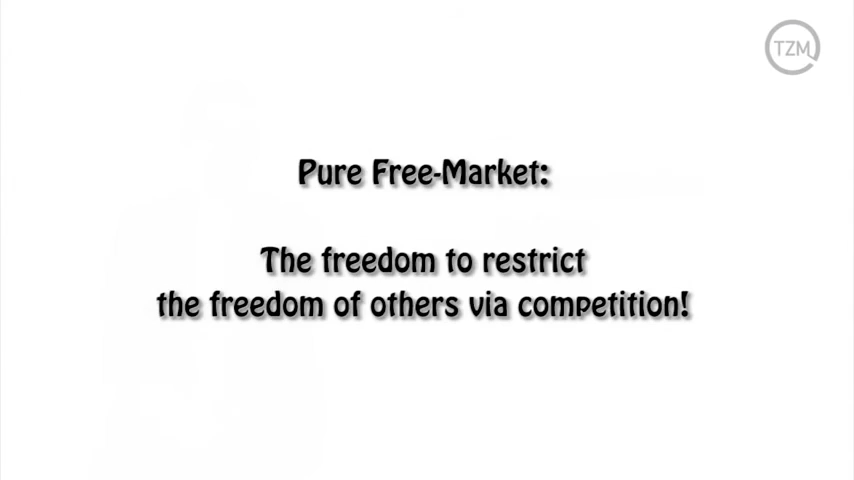 TZM
Pure Free-Market:
The freedom to restrict
the freedom of others via competition!